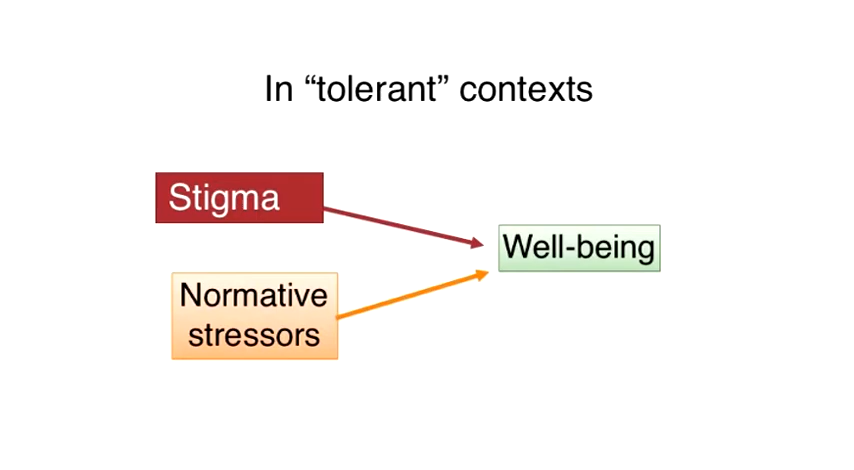 In “tolerant” contexts
Stigma
Well-being
Normative
stressors